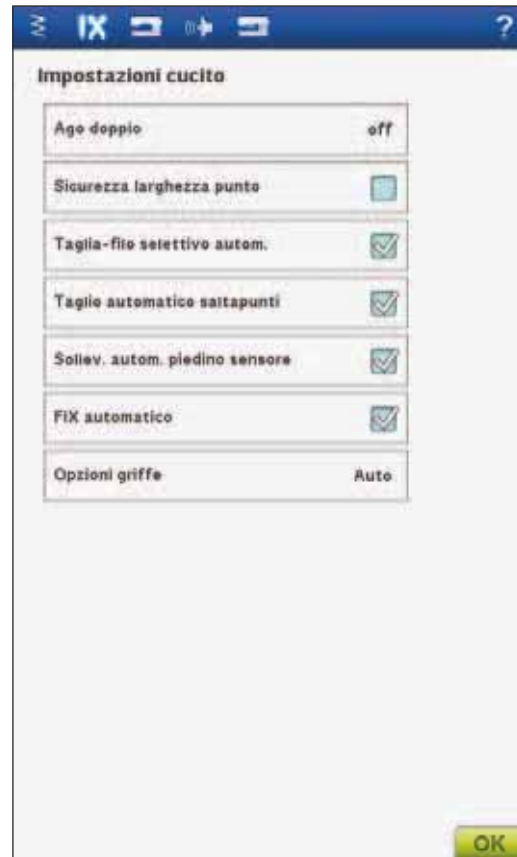 ?
Impostazioni cucito
Ago doppio off
Sicurezza larghezza punto
Taglia-filo selettivo autom.
Taglio automatico saltapunti
Sollev. autom. piedino sensore
FIX automatico
Opzioni griffe Auto
OK